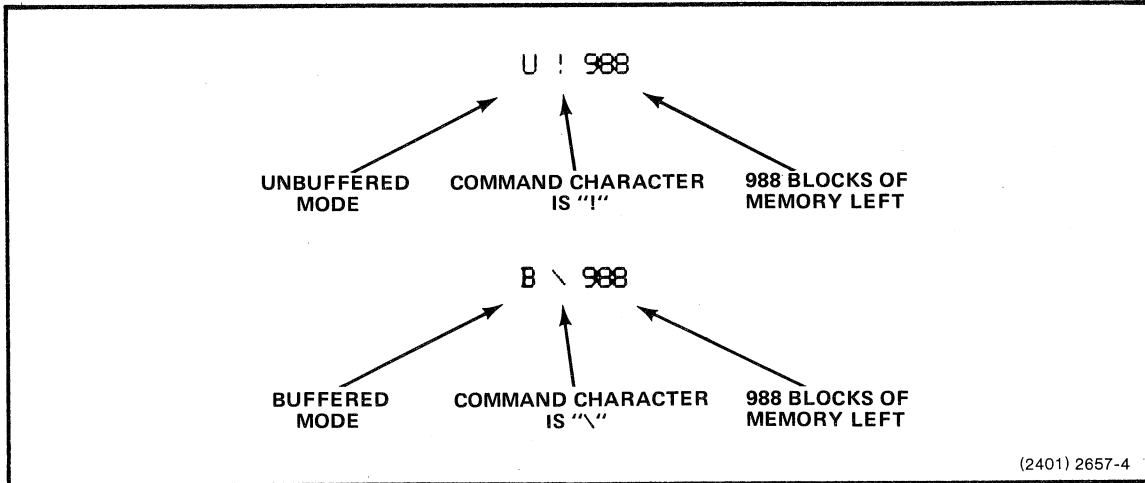 U ! 988
UNBUFFERED COMMAND CHARACTER 988 BLOCKS OF
MODE IS "!" MEMORY LEFT
B \ 988
BUFFERED COMMAND CHARACTER 988 BLOCKS OF
MODE IS "\" MEMORY LEFT
(2401) 2657-4